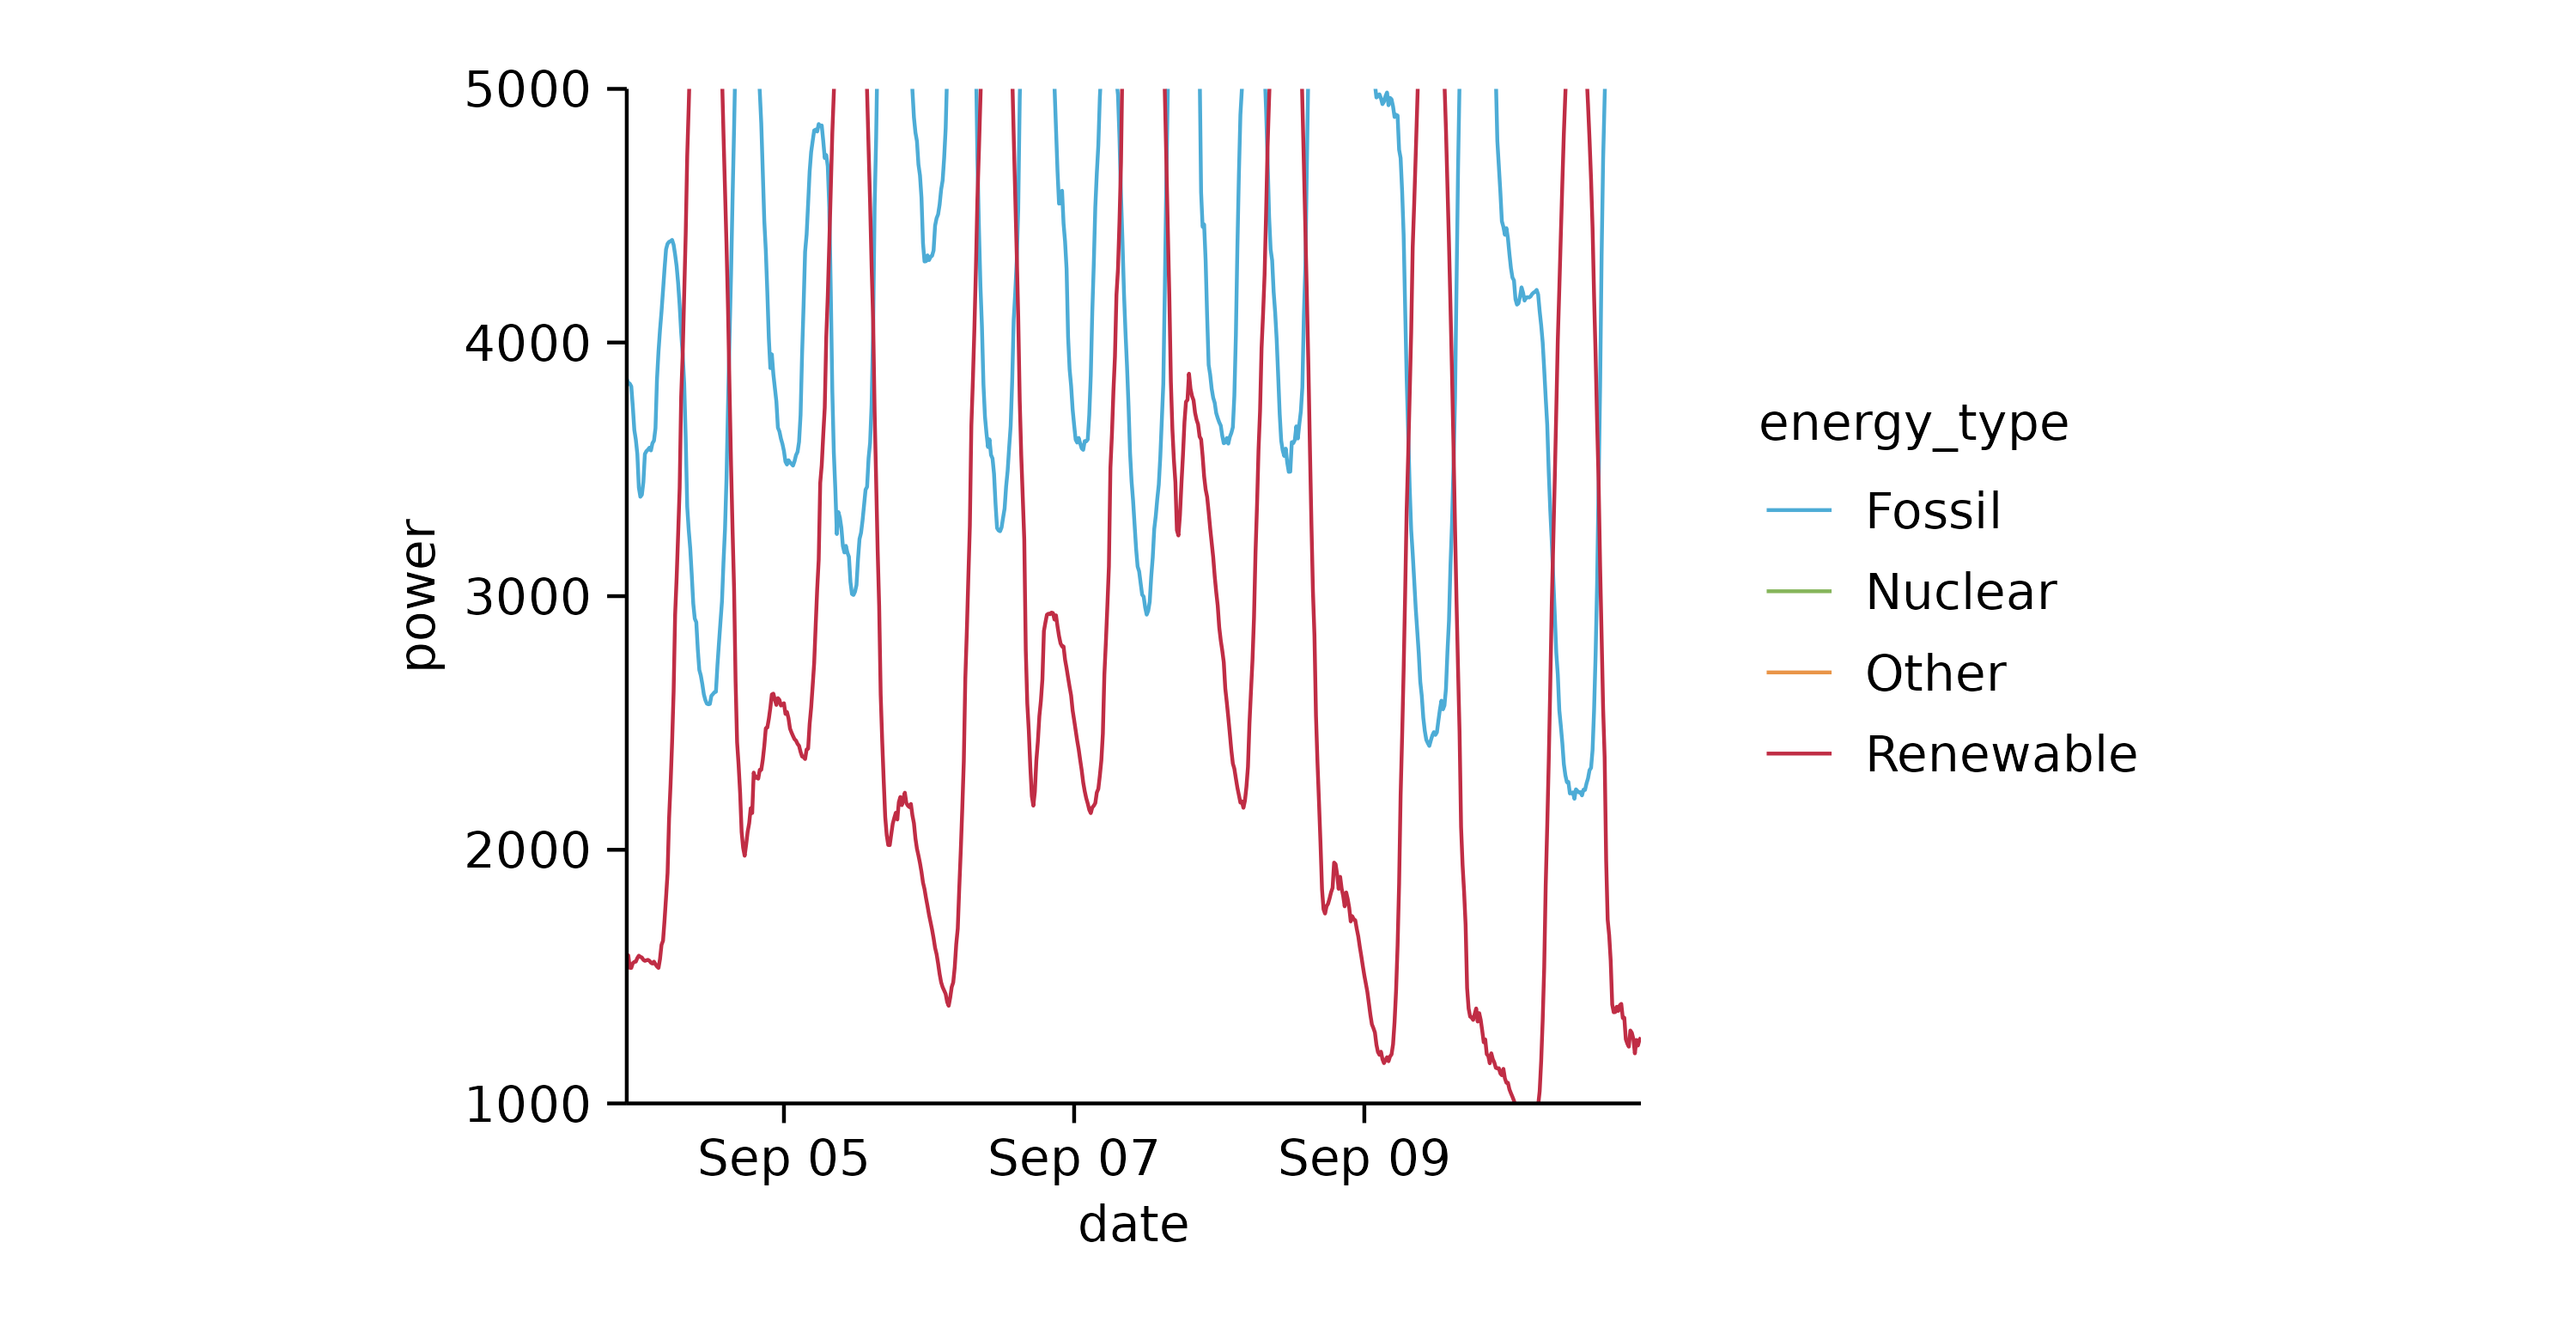 5000
4000
3000
2000
1000
power
Sep 05
Sep 07
Sep 09
date
energy_type
Fossil
Nuclear
Other
Renewable